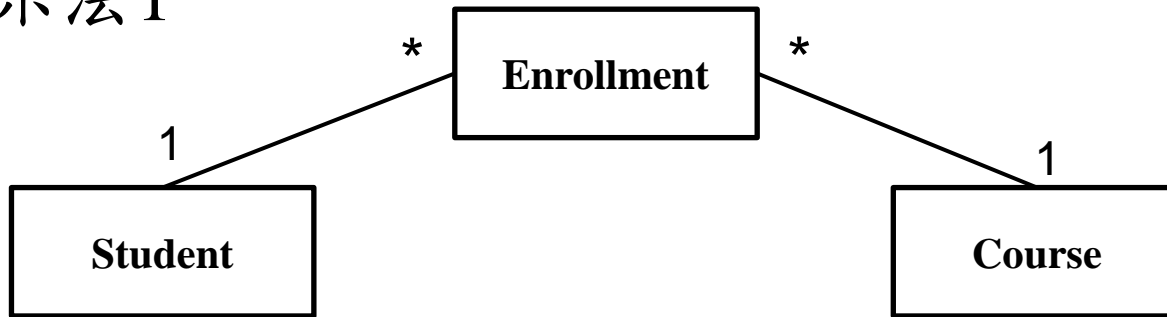 示法1
* Enrollment *
1 1
Student Course